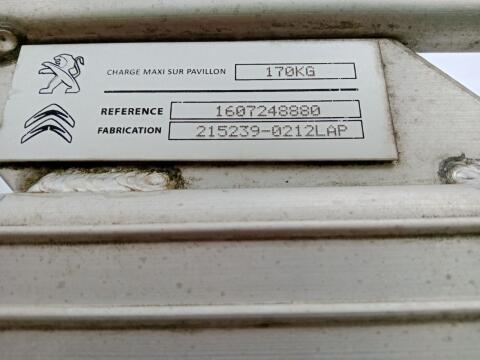 CHARGE MAXI SUR PAVILLON 170KG
REFERENCE 1607248880
FABRICATION 215239-0212LAP